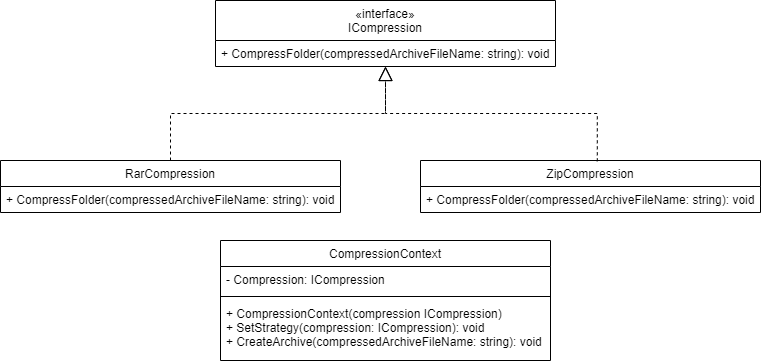 «interface»
ICompression
+ CompressFolder(compressedArchiveFileName: string): void
RarCompression
+ CompressFolder(compressedArchiveFileName: string): void
ZipCompression
+ CompressFolder(compressedArchiveFileName: string): void
CompressionContext
- Compression: ICompression
+ CompressionContext(compression ICompression)
+ SetStrategy(compression: ICompression): void
+ CreateArchive(compressedArchiveFileName: string): void